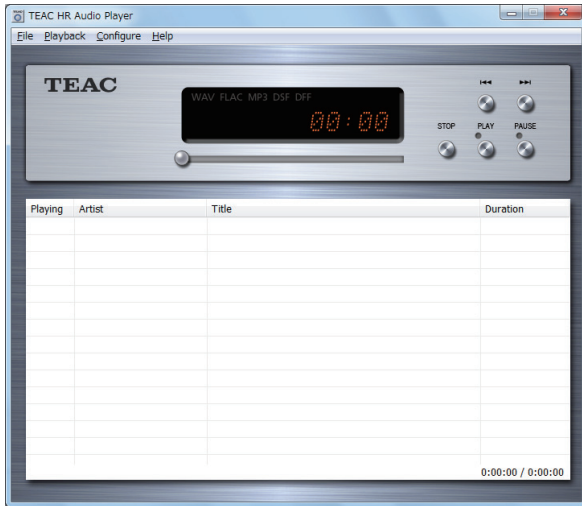 TEAC HR Audio Player
File Playback Configure Help
TEAC
WAV FLAC MP3 DSF DFF
00:00
STOP PLAY PAUSE
Playing Artist Title Duration
0:00:00 / 0:00:00